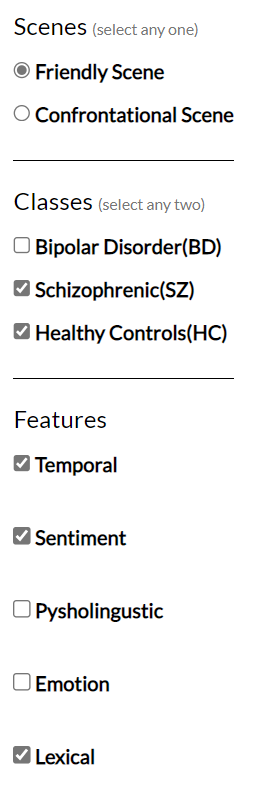 Scenes (select any one)
Friendly Scene
Confrontational Scene
Classes (select any two)
Bipolar Disorder(BD)
Schizophrenic(SZ)
Healthy Controls(HC)
Features
Temporal
Sentiment
Pysholingustic
Emotion
Lexical